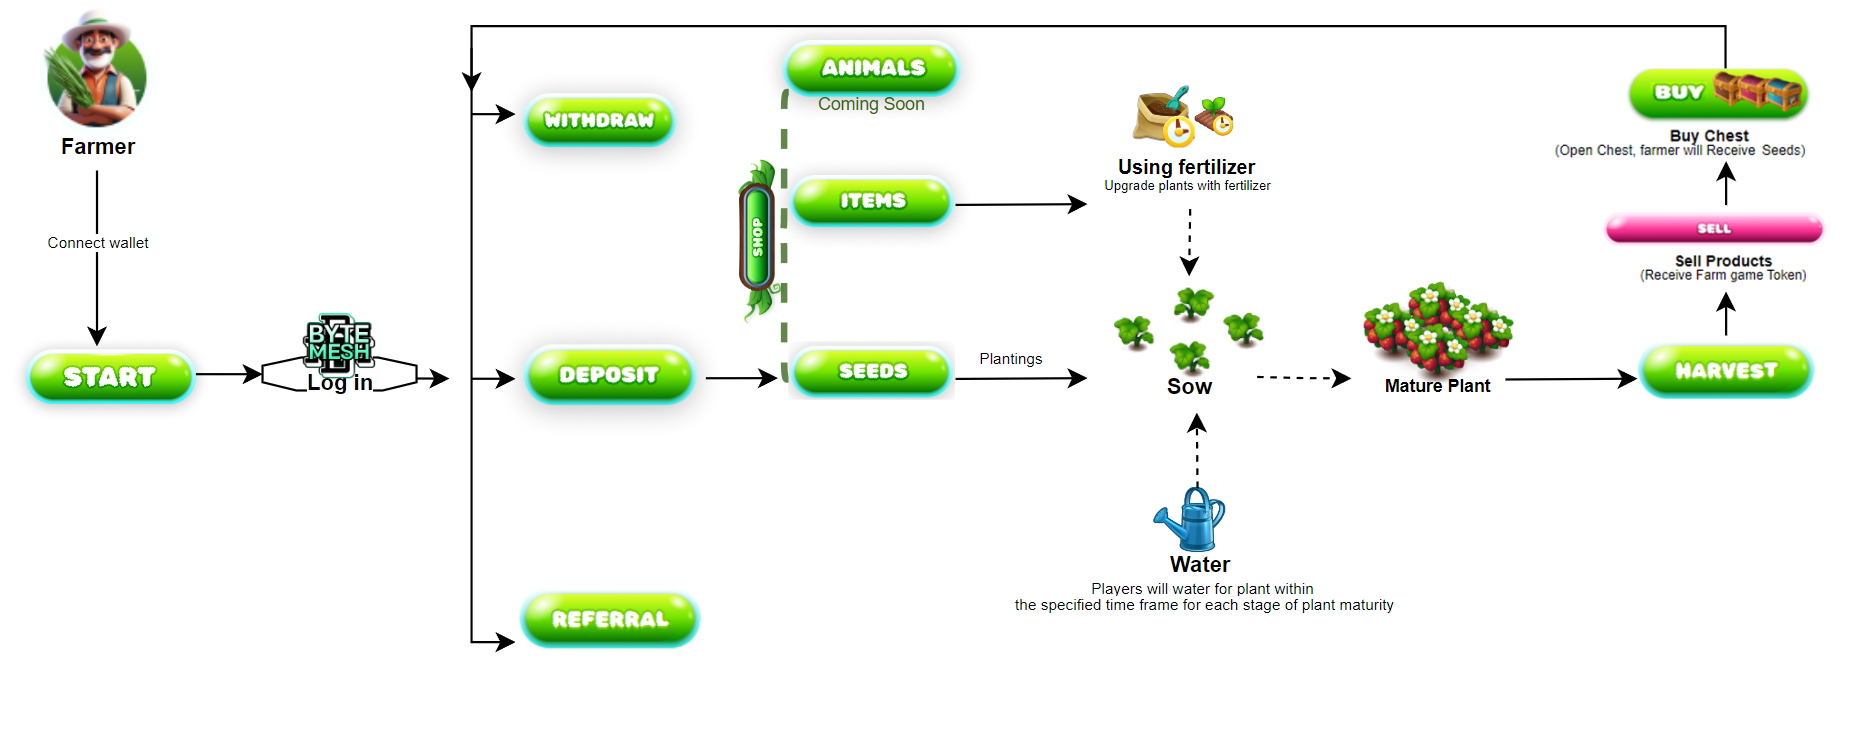 Farmer
Connect wallet
START
BYTE
MESH
Log in
WITHDRAW
DEPOSIT
REFERRAL
SHOP
ANIMALS
Coming Soon
ITEMS
SEEDS
Plantings
Using fertilizer
Upgrade plants with fertilizer
Sow
Water
Players will water for plant within
the specified time frame for each stage of plant maturity
Mature Plant
HARVEST
SELL
Sell Products
(Receive Farm game Token)
BUY
Buy Chest
(Open Chest, farmer will Receive Seeds)